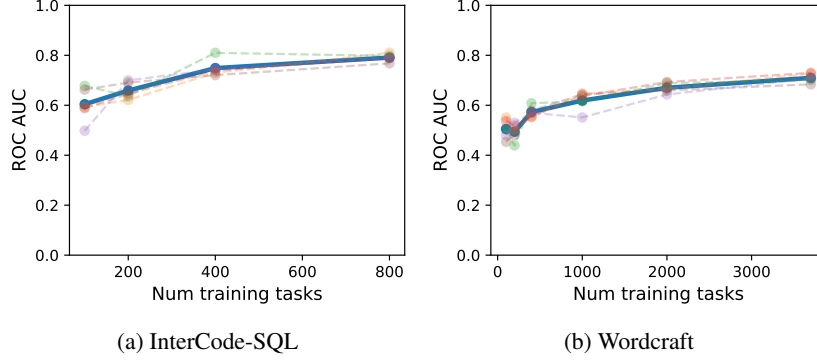 1.0
0.8
0.6
0.4
0.2
0.0
ROC AUC
200 400 600 800
Num training tasks
(a) InterCode-SQL
1.0
0.8
0.6
0.4
0.2
0.0
ROC AUC
0 1000 2000 3000
Num training tasks
(b) Wordcraft